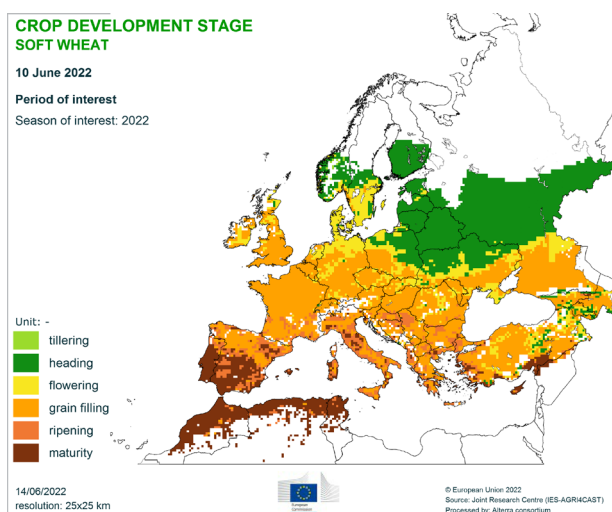 CROP DEVELOPMENT STAGE
SOFT WHEAT
10 June 2022
Period of interest
Season of interest: 2022
Unit: -
tillering
heading
flowering
grain filling
ripening
maturity
14/06/2022
resolution: 25x25 km
European
Commission
© European Union 2022
Source: Joint Research Centre (IES-AGRI4CAST)
Processed by: Alterra consortium